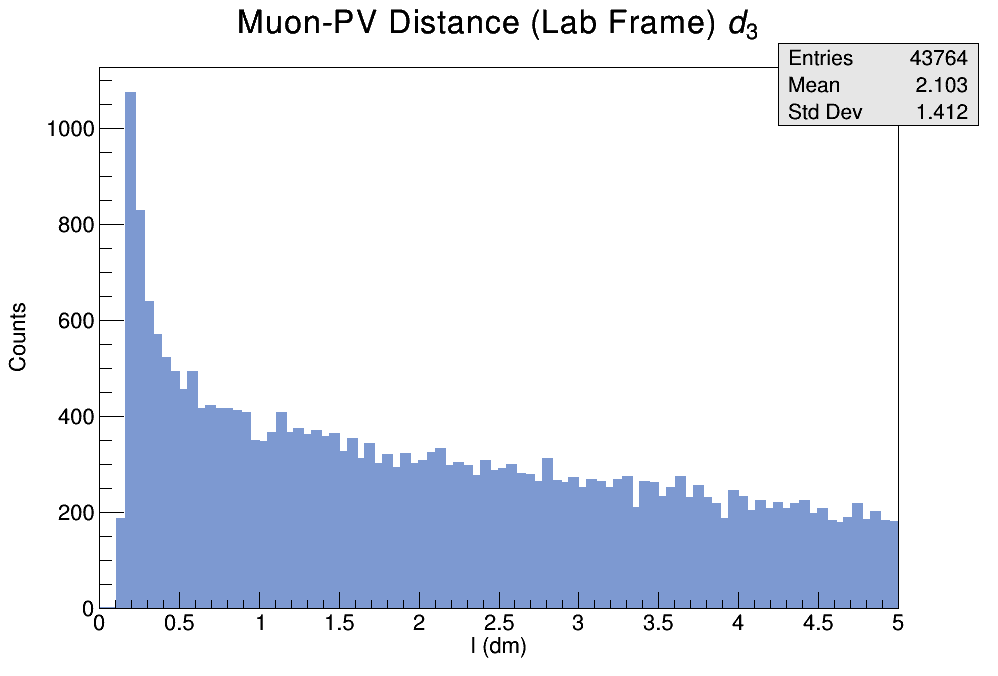 Muon-PV Distance (Lab Frame) d₃
Entries 43764
Mean 2.103
Std Dev 1.412
1000
800
600
400
200
0
Counts
0 0.5 1 1.5 2 2.5 3 3.5 4 4.5 5
l (dm)